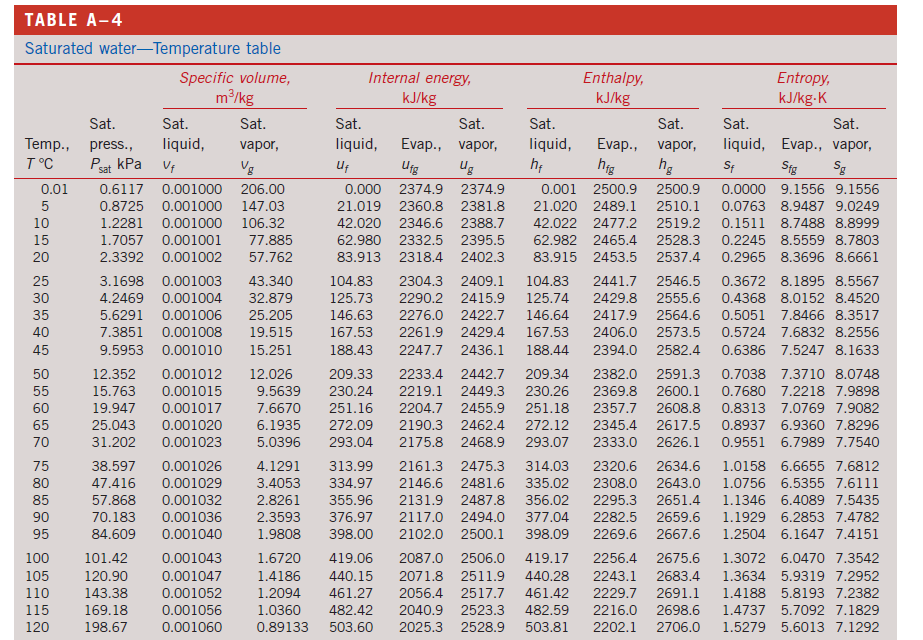 TABLE A–4
Saturated water—Temperature table
Specific volume, Internal energy, Enthalpy, Entropy,
m³/kg kJ/kg kJ/kg kJ/kg·K
Sat. Sat. Sat. Sat. Sat. Sat. Sat. Sat. Sat.
Temp., press., liquid, vapor, liquid, Evap., vapor, liquid, Evap., vapor, liquid, Evap., vapor,
T °C Psat kPa vf vg uf ufg ug hf hfg hg sf sfg sg
0.01 0.6117 0.001000 206.00 0.000 2374.9 2374.9 0.001 2500.9 2500.9 0.0000 9.1556 9.1556
5 0.8725 0.001000 147.03 21.019 2360.8 2381.8 21.020 2489.1 2510.1 0.0763 8.9487 9.0249
10 1.2281 0.001000 106.32 42.020 2346.6 2388.7 42.022 2477.2 2519.2 0.1511 8.7488 8.8999
15 1.7057 0.001001 77.885 62.980 2332.5 2395.5 62.982 2465.4 2528.3 0.2245 8.5559 8.7803
20 2.3392 0.001002 57.762 83.913 2318.4 2402.3 83.915 2453.5 2537.4 0.2965 8.3696 8.6661
25 3.1698 0.001003 43.340 104.83 2304.3 2409.1 104.83 2441.7 2546.5 0.3672 8.1895 8.5567
30 4.2469 0.001004 32.879 125.73 2290.2 2415.9 125.74 2429.8 2555.6 0.4368 8.0152 8.4520
35 5.6291 0.001006 25.205 146.63 2276.0 2422.7 146.64 2417.9 2564.6 0.5051 7.8466 8.3517
40 7.3851 0.001008 19.515 167.53 2261.9 2429.4 167.53 2406.0 2573.5 0.5724 7.6832 8.2556
45 9.5953 0.001010 15.251 188.43 2247.7 2436.1 188.44 2394.0 2582.4 0.6386 7.5247 8.1633
50 12.352 0.001012 12.026 209.33 2233.4 2442.7 209.34 2382.0 2591.3 0.7038 7.3710 8.0748
55 15.763 0.001015 9.5639 230.24 2219.1 2449.3 230.26 2369.8 2600.1 0.7680 7.2218 7.9898
60 19.947 0.001017 7.6670 251.16 2204.7 2455.9 251.18 2357.7 2608.8 0.8313 7.0769 7.9082
65 25.043 0.001020 6.1935 272.09 2190.3 2462.4 272.12 2345.4 2617.5 0.8937 6.9360 7.8296
70 31.202 0.001023 5.0396 293.04 2175.8 2468.9 293.07 2333.0 2626.1 0.9551 6.7989 7.7540
75 38.597 0.001026 4.1291 313.99 2161.3 2475.3 314.03 2320.6 2634.6 1.0158 6.6655 7.6812
80 47.416 0.001029 3.4053 334.97 2146.6 2481.6 335.02 2308.0 2643.0 1.0756 6.5355 7.6111
85 57.868 0.001032 2.8261 355.96 2131.9 2487.8 356.02 2295.3 2651.4 1.1346 6.4089 7.5435
90 70.183 0.001036 2.3593 376.97 2117.0 2494.0 377.04 2282.5 2659.6 1.1929 6.2853 7.4782
95 84.609 0.001040 1.9808 398.00 2102.0 2500.1 398.09 2269.6 2667.6 1.2504 6.1647 7.4151
100 101.42 0.001043 1.6720 419.06 2087.0 2506.0 419.17 2256.4 2675.6 1.3072 6.0470 7.3542
105 120.90 0.001047 1.4186 440.15 2071.8 2511.9 440.28 2243.1 2683.4 1.3634 5.9319 7.2952
110 143.38 0.001052 1.2094 461.27 2056.4 2517.7 461.42 2229.7 2691.1 1.4188 5.8193 7.2382
115 169.18 0.001056 1.0360 482.42 2040.9 2523.3 482.59 2216.0 2698.6 1.4737 5.7092 7.1829
120 198.67 0.001060 0.89133 503.60 2025.3 2528.9 503.81 2202.1 2706.0 1.5279 5.6013 7.1292